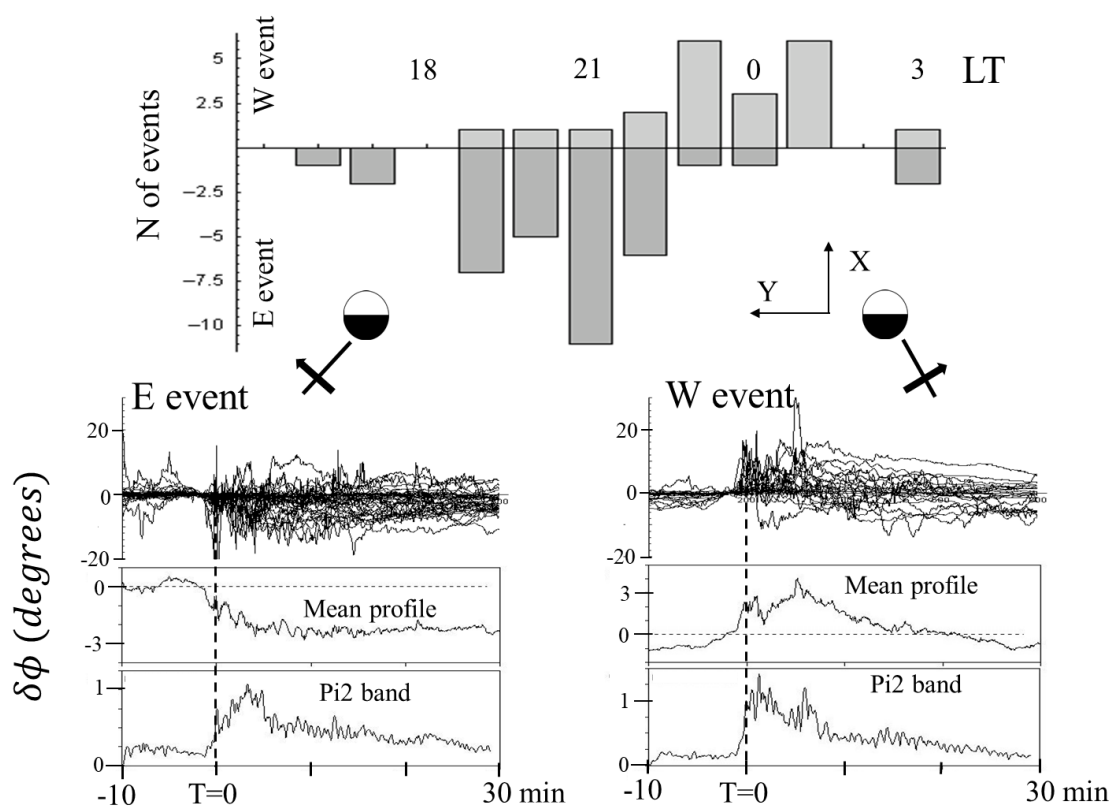 W event
E event
N of events
5
2.5
−2.5
−5
−7.5
−10
18
21
0
3
LT
X
Y
E event
W event
δϕ (degrees)
20
0
-20
20
0
-20
0
-3
Mean profile
3
0
Mean profile
1
0
Pi2 band
1
0
Pi2 band
-10
T=0
30 min
-10
T=0
30 min